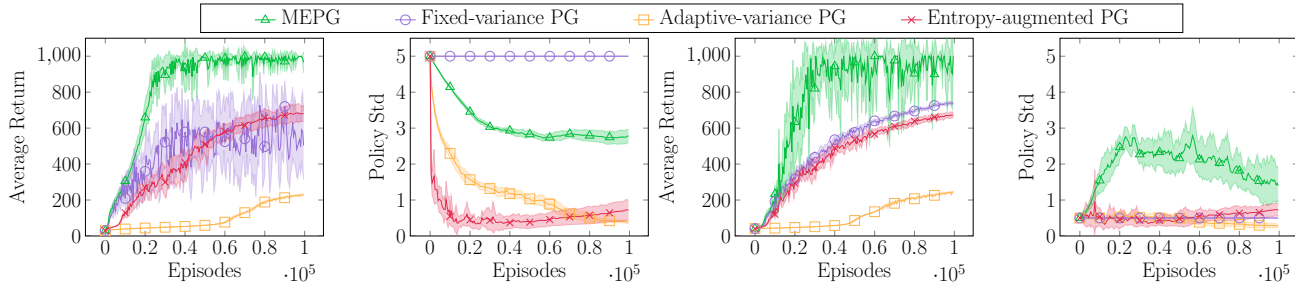 MEPG Fixed-variance PG Adaptive-variance PG Entropy-augmented PG
Average Return
1,000
800
600
400
200
0
0 0.2 0.4 0.6 0.8 1
Episodes ·10^5
Policy Std
5
4
3
2
1
0
0 0.2 0.4 0.6 0.8 1
Episodes ·10^5
Average Return
1,000
800
600
400
200
0
0 0.2 0.4 0.6 0.8 1
Episodes ·10^5
Policy Std
5
4
3
2
1
0
0 0.2 0.4 0.6 0.8 1
Episodes ·10^5